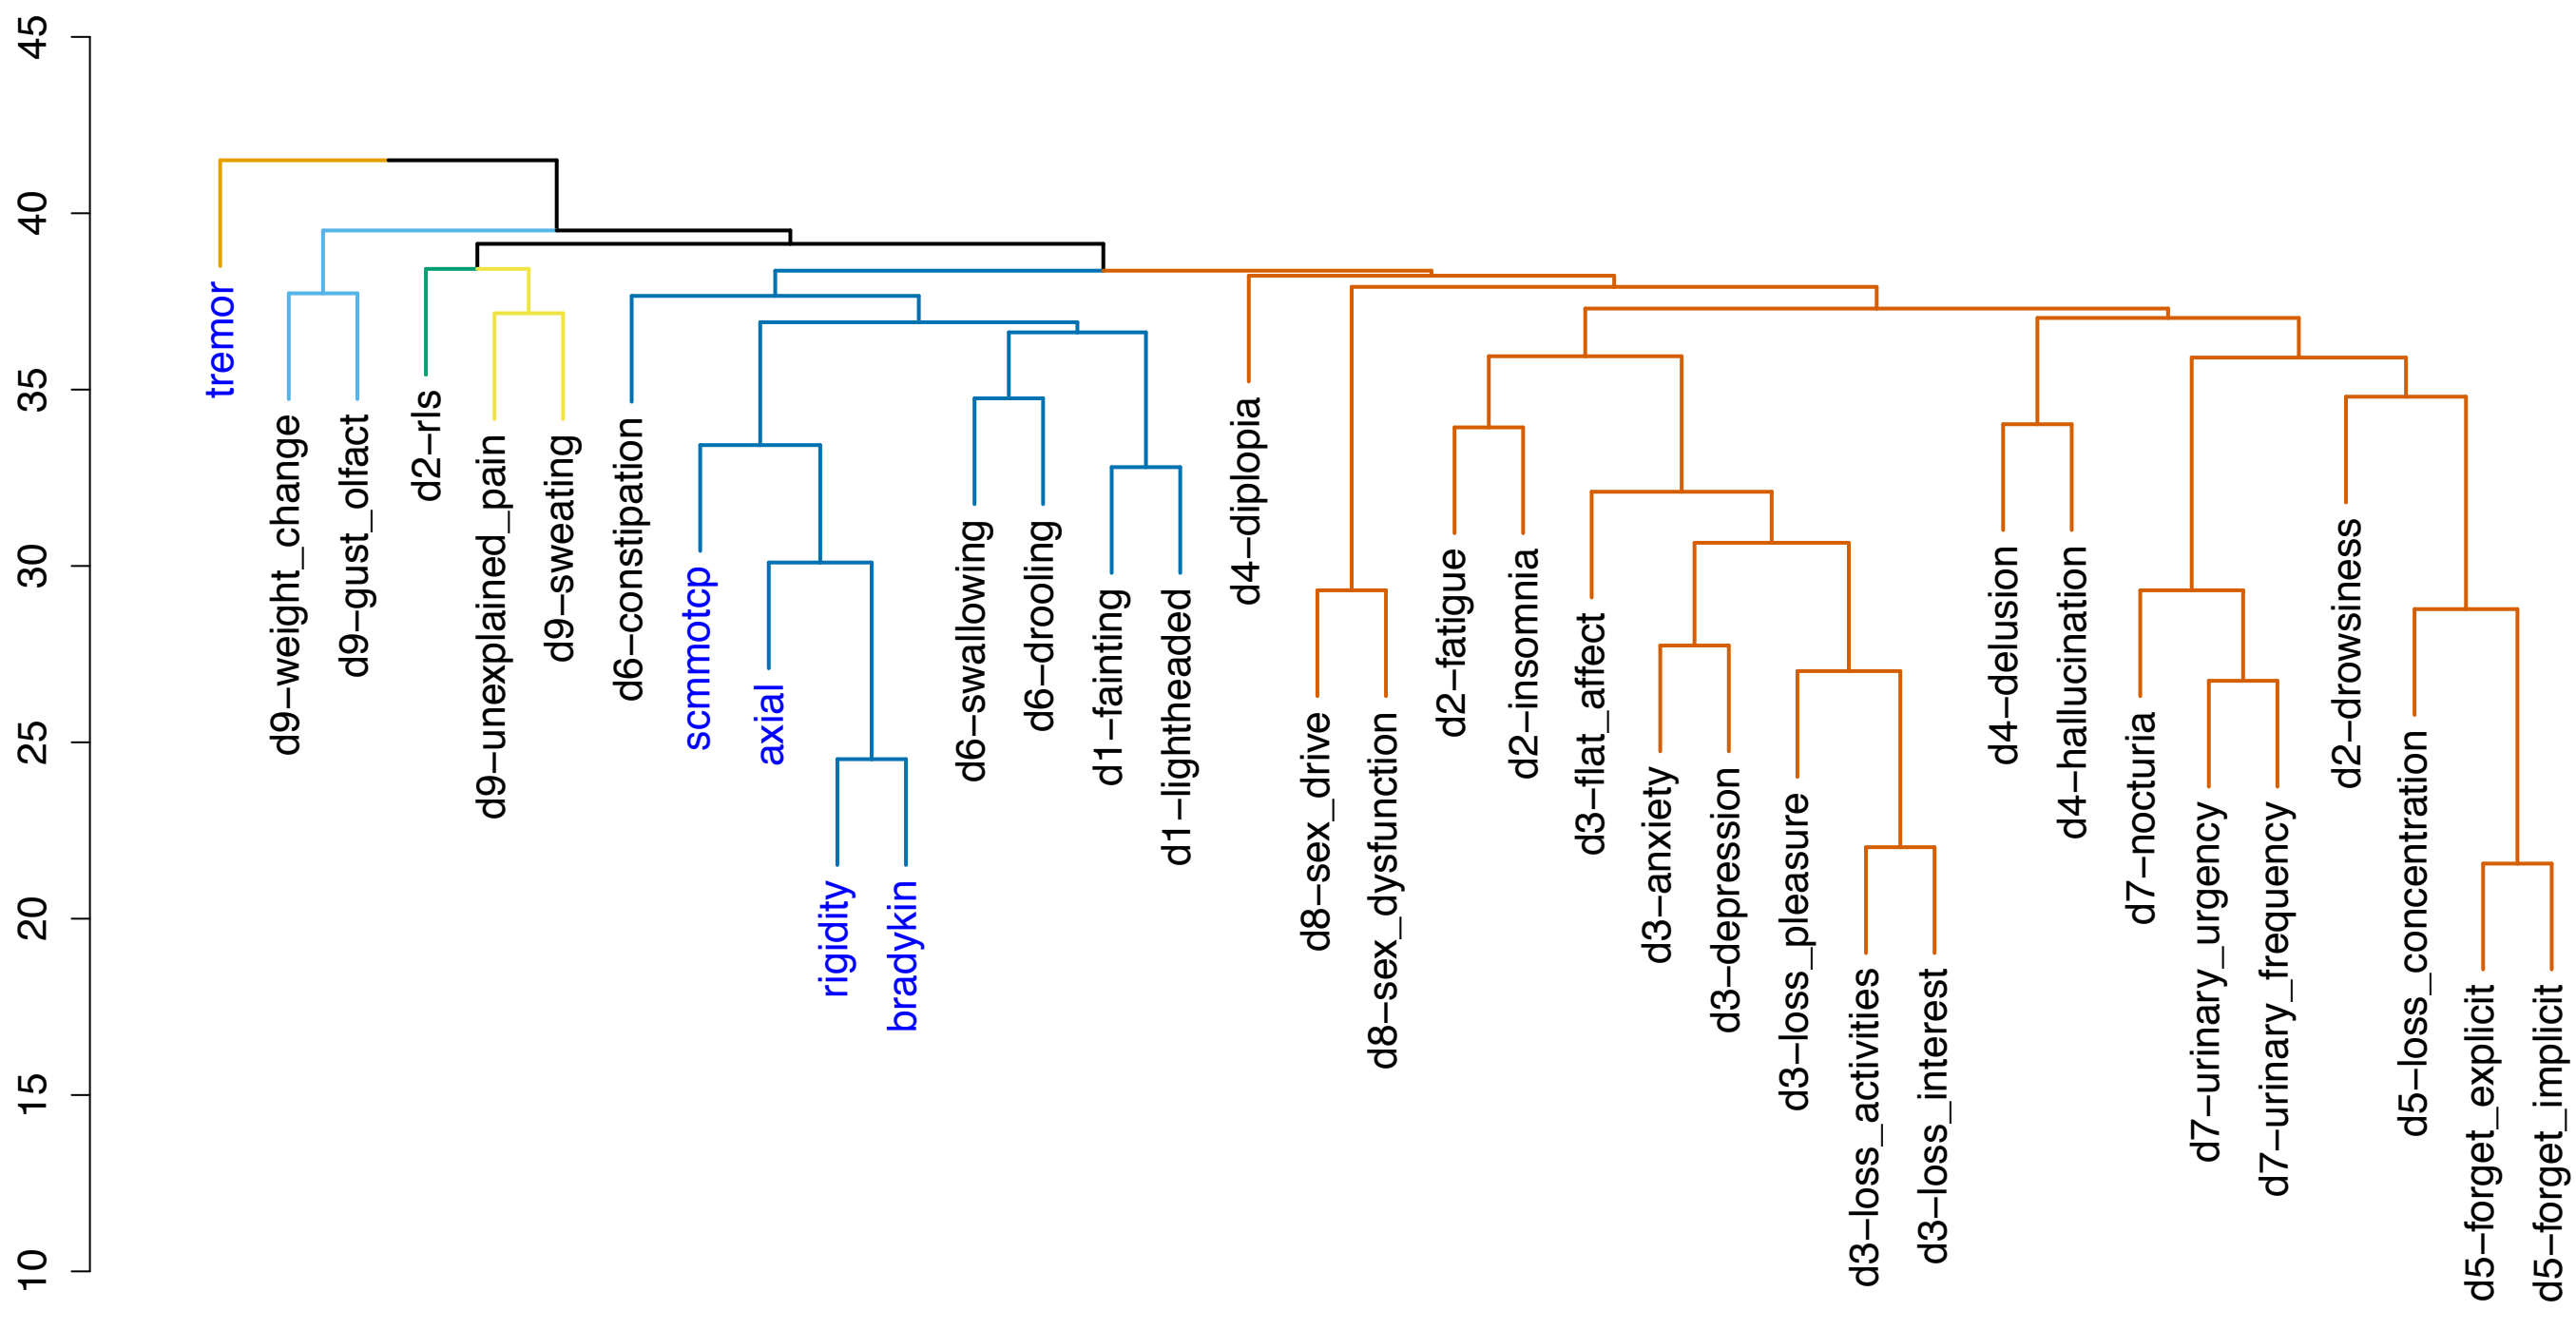 45
40
35
30
25
20
15
10
tremor
d9−weight_change
d9−gust_olfact
d2−rls
d9−unexplained_pain
d9−sweating
d6−constipation
scmmotcp
axial
rigidity
bradykin
d6−swallowing
d6−drooling
d1−fainting
d1−lightheaded
d4−diplopia
d8−sex_drive
d8−sex_dysfunction
d2−fatigue
d2−insomnia
d3−flat_affect
d3−anxiety
d3−depression
d3−loss_pleasure
d3−loss_activities
d3−loss_interest
d4−delusion
d4−hallucination
d7−nocturia
d7−urinary_urgency
d7−urinary_frequency
d2−drowsiness
d5−loss_concentration
d5−forget_explicit
d5−forget_implicit